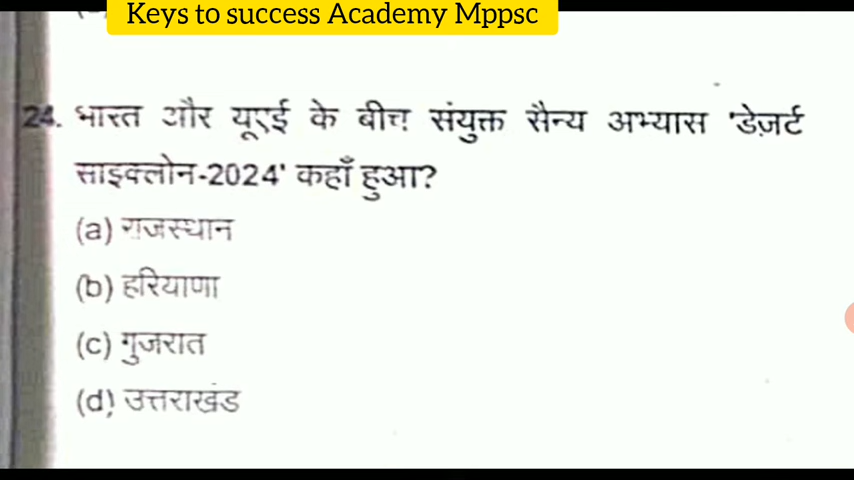 Keys to success Academy Mppsc
24. भारत और यूएई के बीच संयुक्त सैन्य अभ्यास 'डेज़र्ट
साइक्लोन-2024' कहाँ हुआ?
(a) राजस्थान
(b) हरियाणा
(c) गुजरात
(d) उत्तराखंड